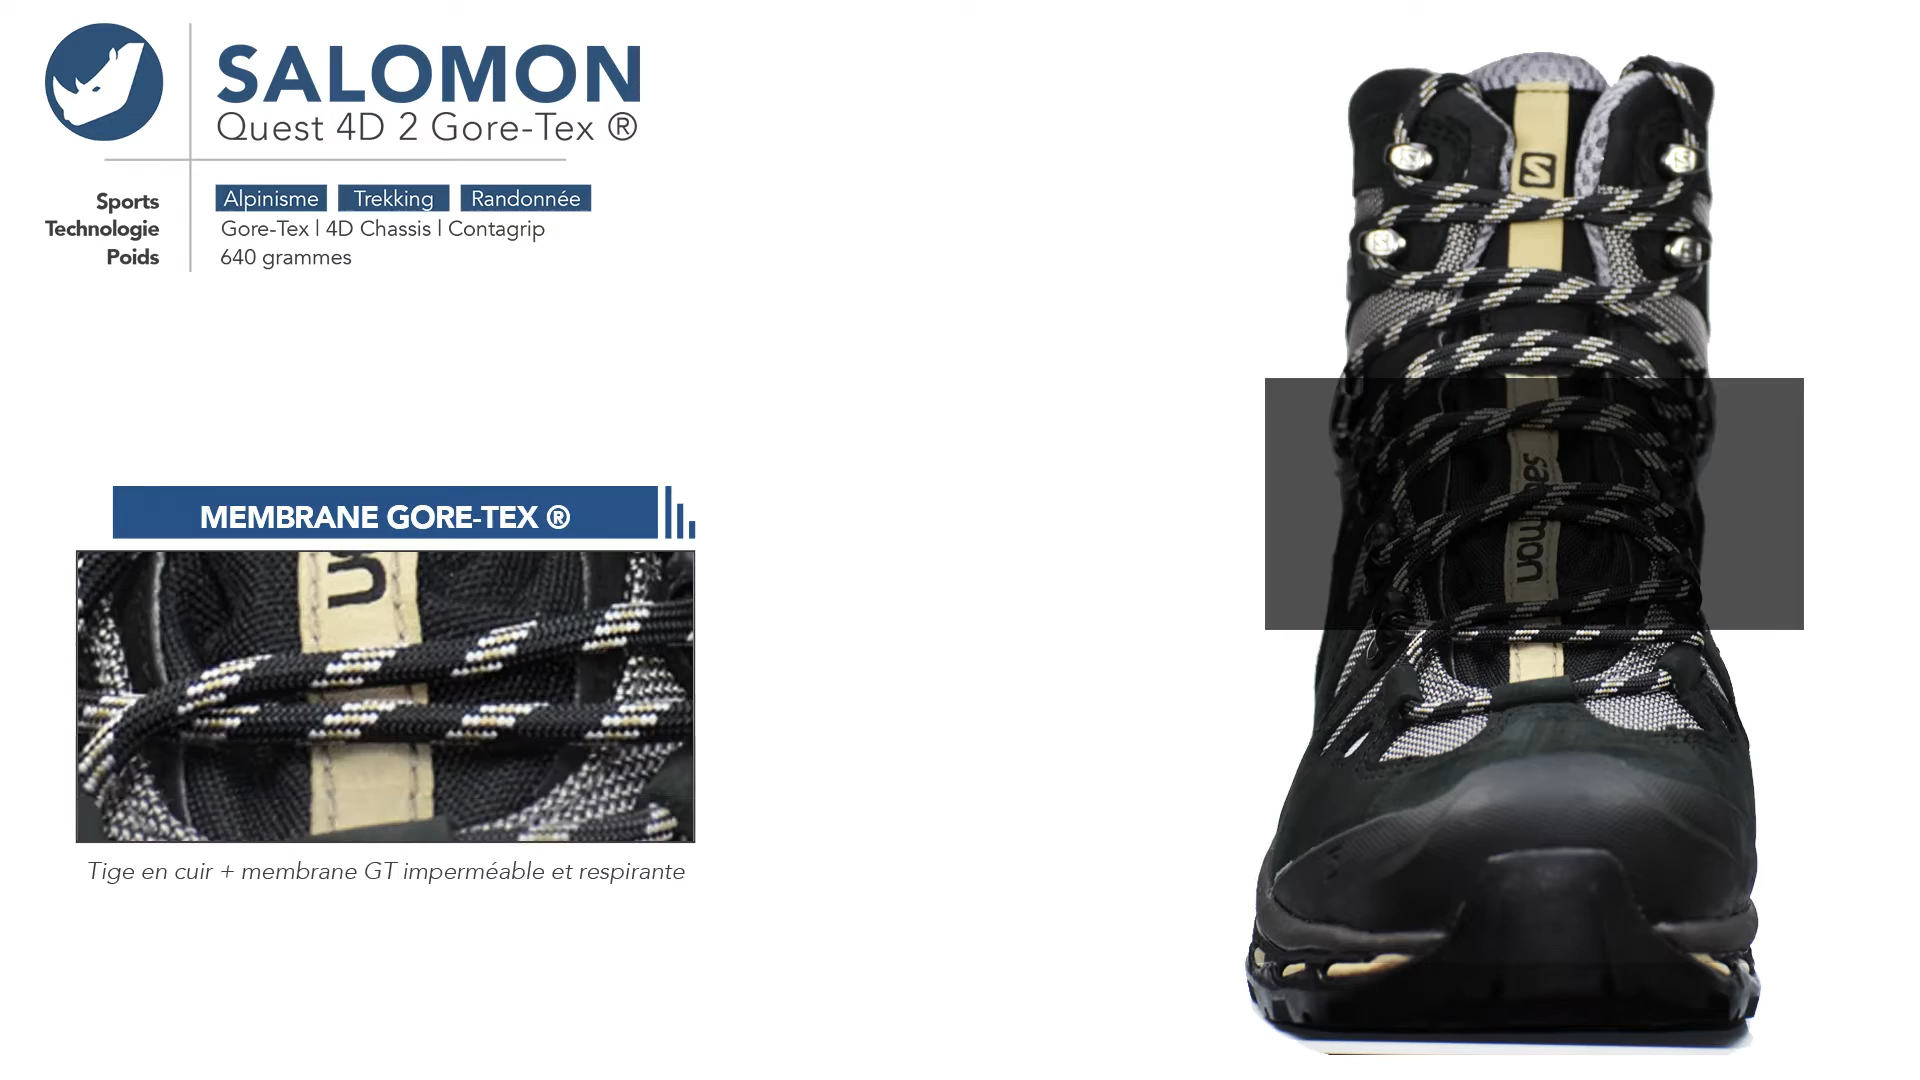 SALOMON
Quest 4D 2 Gore-Tex ®
Sports Alpinisme Trekking Randonnée
Technologie Gore-Tex | 4D Chassis | Contagrip
Poids 640 grammes
MEMBRANE GORE-TEX ®
Tige en cuir + membrane GT imperméable et respirante
S
salomon